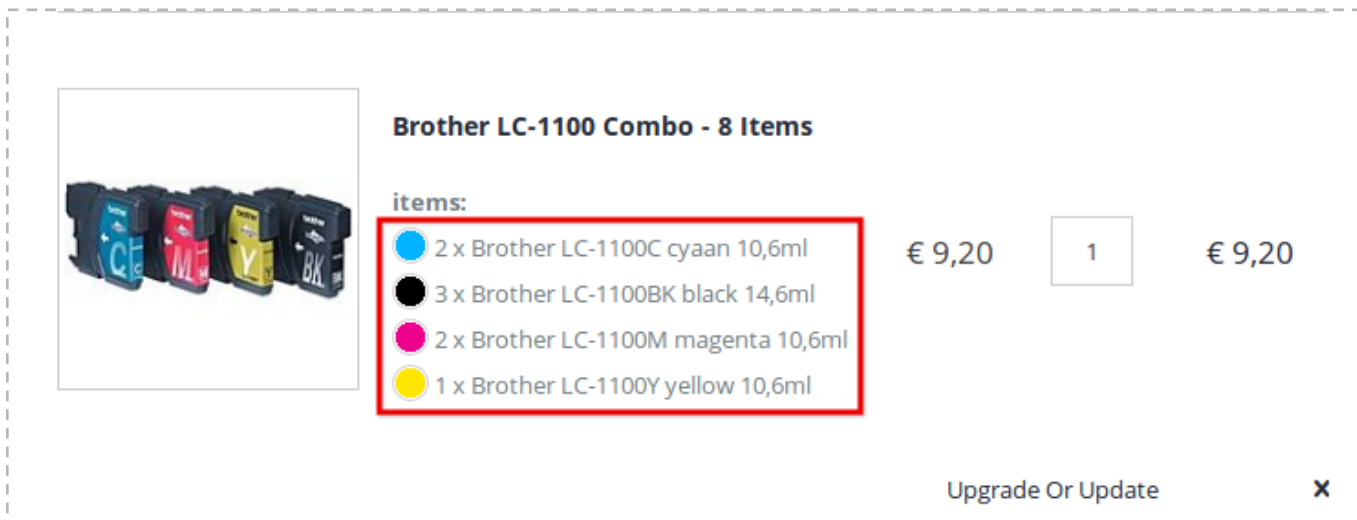 Brother LC-1100 Combo - 8 Items
items:
2 x Brother LC-1100C cyaan 10,6ml
3 x Brother LC-1100BK black 14,6ml
2 x Brother LC-1100M magenta 10,6ml
1 x Brother LC-1100Y yellow 10,6ml
€ 9,20 1 € 9,20
C M Y BK
Upgrade Or Update